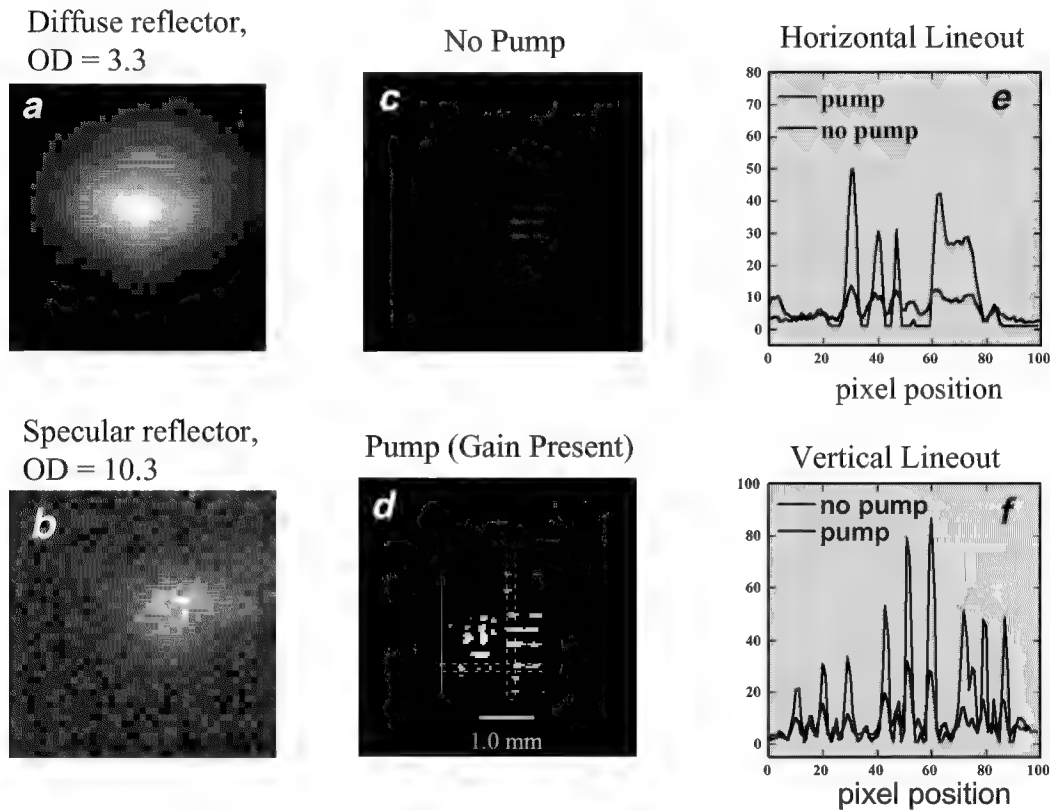 Diffuse reflector,
OD = 3.3
a
No Pump
c
Horizontal Lineout
e
pump
no pump
80
70
60
50
40
30
20
10
0
0 20 40 60 80 100
pixel position
Specular reflector,
OD = 10.3
b
Pump (Gain Present)
d
1.0 mm
Vertical Lineout
f
no pump
pump
100
80
60
40
20
0
0 20 40 60 80 100
pixel position